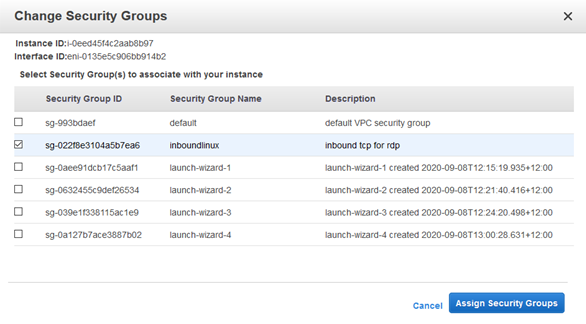 Change Security Groups
Instance ID:i-0eed45f4c2aab8b97
Interface ID:eni-0135e5c906bb914b2
Select Security Group(s) to associate with your instance
Security Group ID Security Group Name Description
sg-993bdaef default default VPC security group
sg-022f8e3104a5b7ea6 inboundlinux inbound tcp for rdp
sg-0aee91dcb17c5aaf1 launch-wizard-1 launch-wizard-1 created 2020-09-08T12:15:19.935+12:00
sg-0632455c9def26534 launch-wizard-2 launch-wizard-2 created 2020-09-08T12:21:40.416+12:00
sg-039e1f338115ac1e9 launch-wizard-3 launch-wizard-3 created 2020-09-08T12:24:20.498+12:00
sg-0a127b7ace3887b02 launch-wizard-4 launch-wizard-4 created 2020-09-08T13:00:28.631+12:00
Cancel Assign Security Groups